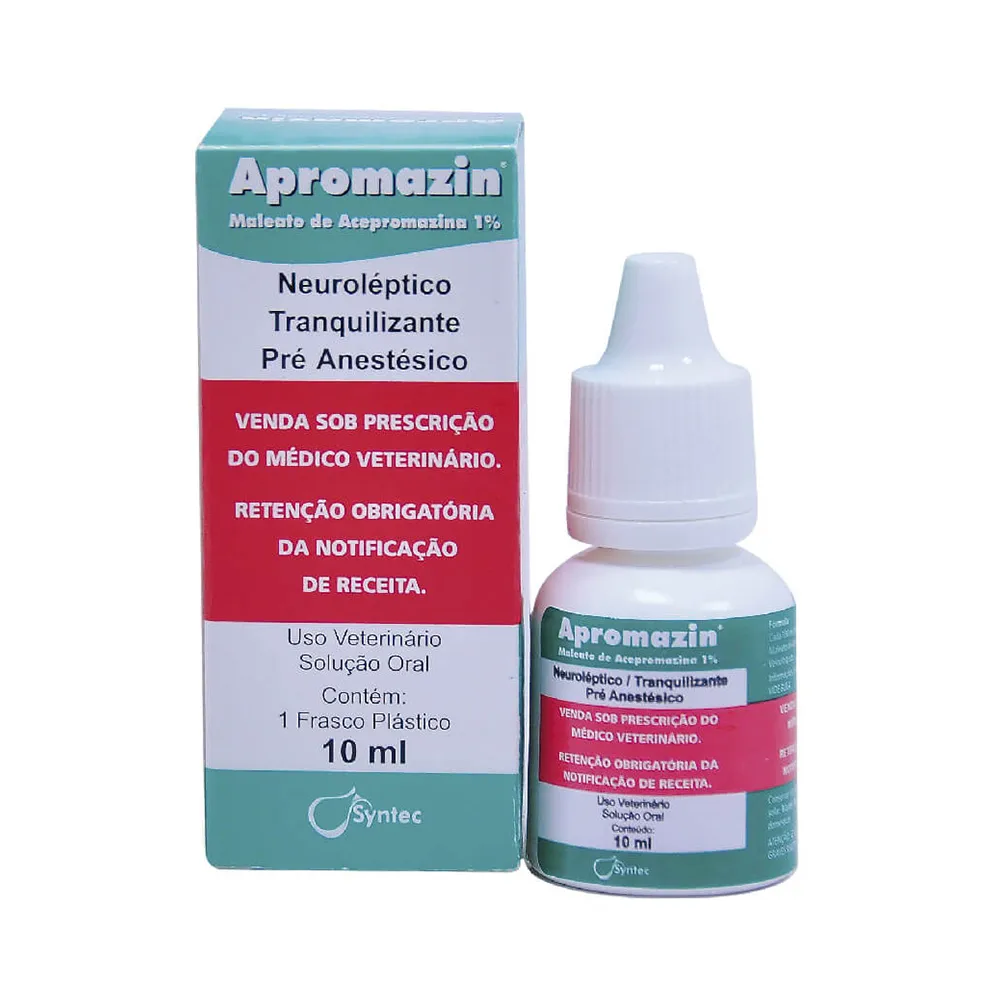 Apromazin®
Maleato de Acepromazina 1%
Neuroléptico
Tranquilizante
Pré Anestésico
VENDA SOB PRESCRIÇÃO
DO MÉDICO VETERINÁRIO.
RETENÇÃO OBRIGATÓRIA
DA NOTIFICAÇÃO
DE RECEITA.
Uso Veterinário
Solução Oral
Contém:
1 Frasco Plástico
10 ml
Syntec
Apromazin®
Maleato de Acepromazina 1%
Neuroléptico / Tranquilizante
Pré Anestésico
VENDA SOB PRESCRIÇÃO DO
MÉDICO VETERINÁRIO.
RETENÇÃO OBRIGATÓRIA DA
NOTIFICAÇÃO DE RECEITA.
Uso Veterinário
Solução Oral
Conteúdo:
10 ml
Syntec